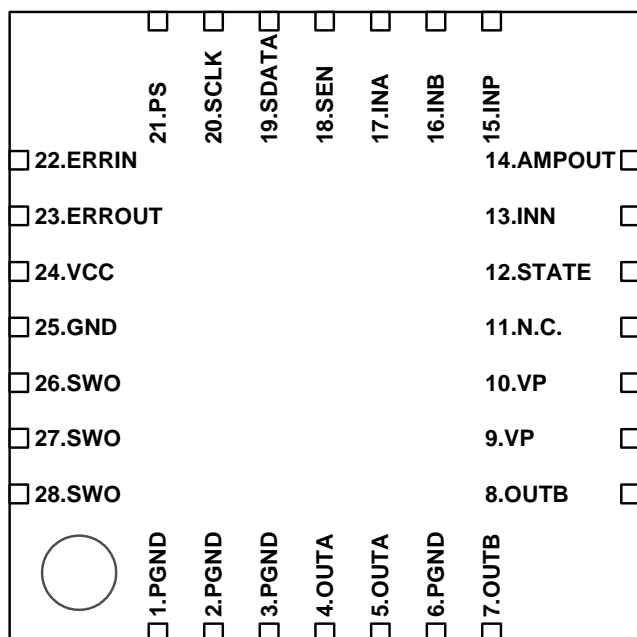 21.PS
20.SCLK
19.SDATA
18.SEN
17.INA
16.INB
15.INP
22.ERRIN
14.AMPOUT
23.ERROUT
13.INN
24.VCC
12.STATE
25.GND
11.N.C.
26.SWO
10.VP
27.SWO
9.VP
28.SWO
8.OUTB
1.PGND
2.PGND
3.PGND
4.OUTA
5.OUTA
6.PGND
7.OUTB